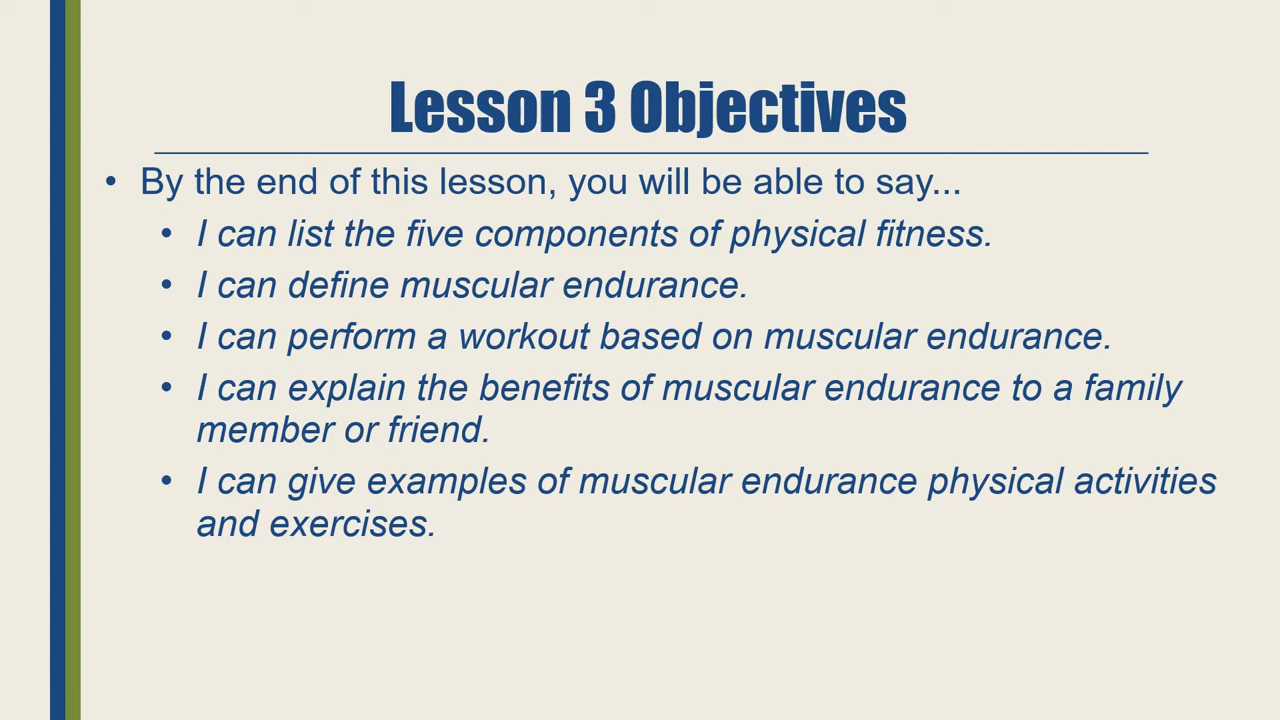 Lesson 3 Objectives
• By the end of this lesson, you will be able to say...
• I can list the five components of physical fitness.
• I can define muscular endurance.
• I can perform a workout based on muscular endurance.
• I can explain the benefits of muscular endurance to a family
member or friend.
• I can give examples of muscular endurance physical activities
and exercises.